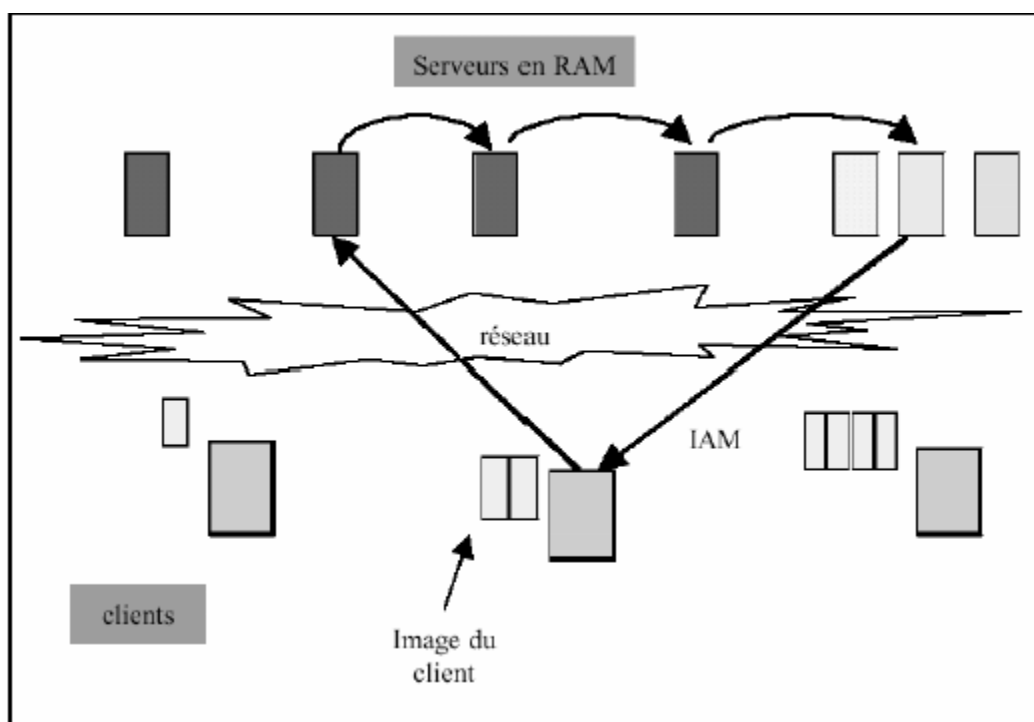 Serveurs en RAM
réseau
IAM
clients
Image du
client